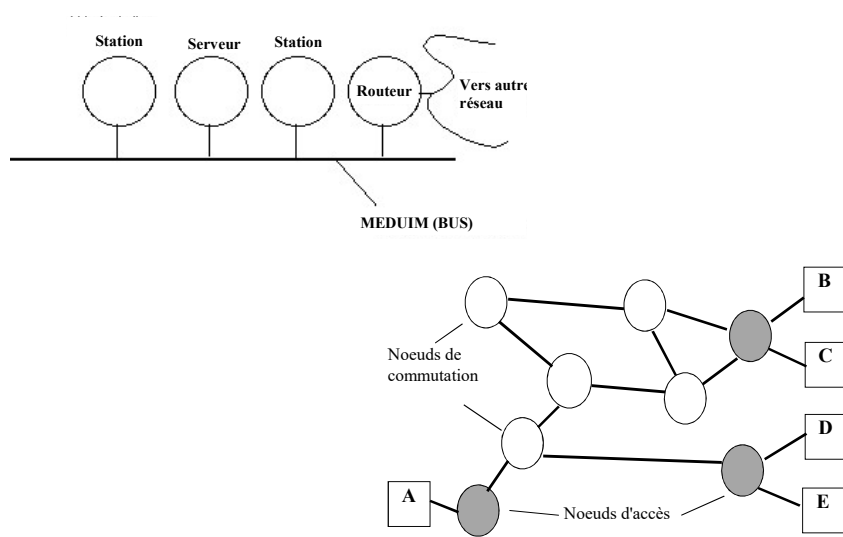 Station
Serveur
Station
Routeur
Vers autre
réseau
MEDUIM (BUS)
B
Noeuds de
commutation
C
D
A
E
Noeuds d'accès